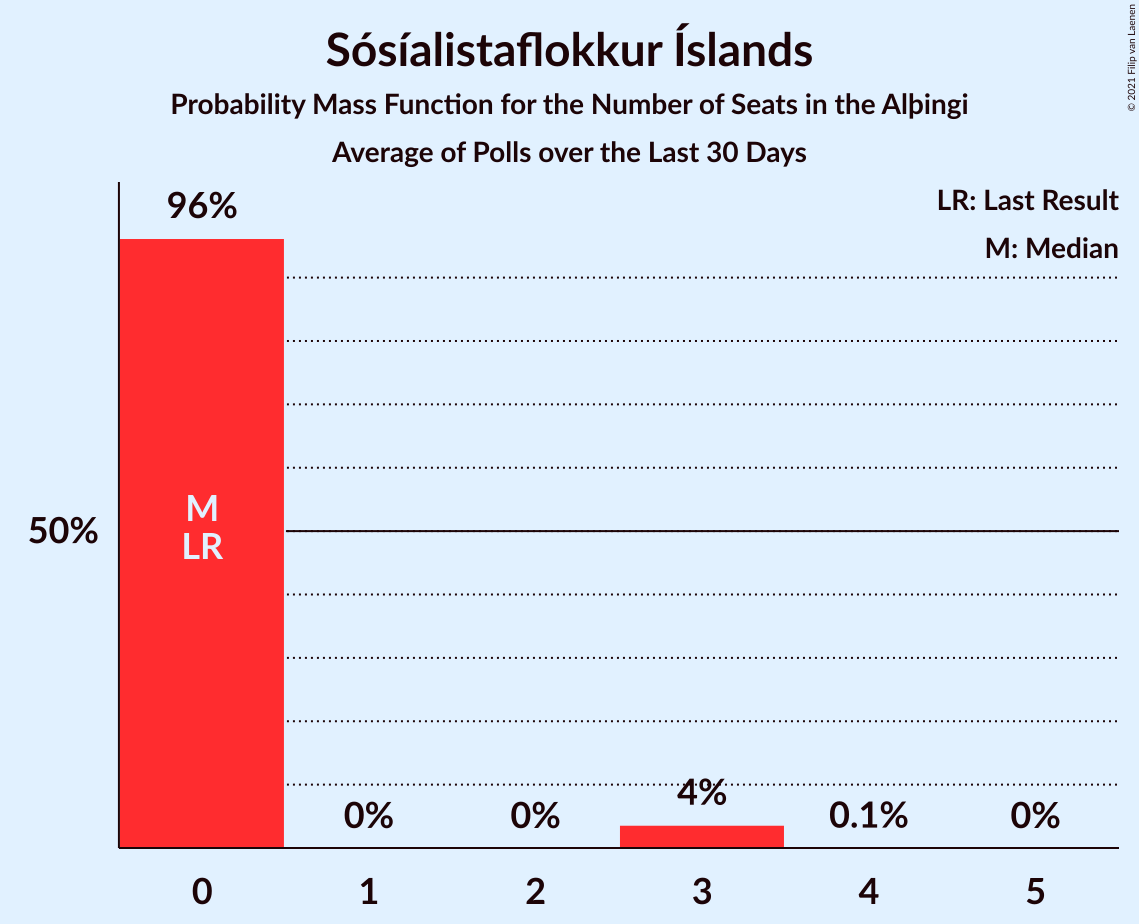 Sósíalistaflokkur Íslands
Probability Mass Function for the Number of Seats in the Alþingi
Average of Polls over the Last 30 Days
© 2021 Filip van Laenen
LR: Last Result
M: Median
96%
50%
M
LR
0%
0%
4%
0.1%
0%
0
1
2
3
4
5